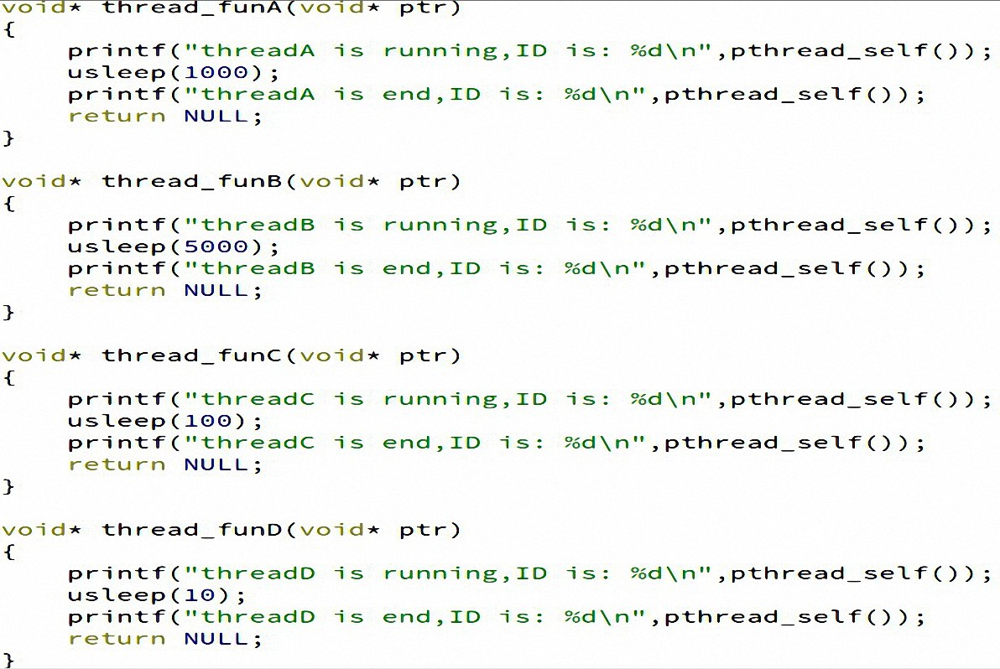 void* thread_funA(void* ptr)
{
    printf("threadA is running,ID is: %d\n",pthread_self());
    usleep(1000);
    printf("threadA is end,ID is: %d\n",pthread_self());
    return NULL;
}

void* thread_funB(void* ptr)
{
    printf("threadB is running,ID is: %d\n",pthread_self());
    usleep(5000);
    printf("threadB is end,ID is: %d\n",pthread_self());
    return NULL;
}

void* thread_funC(void* ptr)
{
    printf("threadC is running,ID is: %d\n",pthread_self());
    usleep(100);
    printf("threadC is end,ID is: %d\n",pthread_self());
    return NULL;
}

void* thread_funD(void* ptr)
{
    printf("threadD is running,ID is: %d\n",pthread_self());
    usleep(10);
    printf("threadD is end,ID is: %d\n",pthread_self());
    return NULL;
}